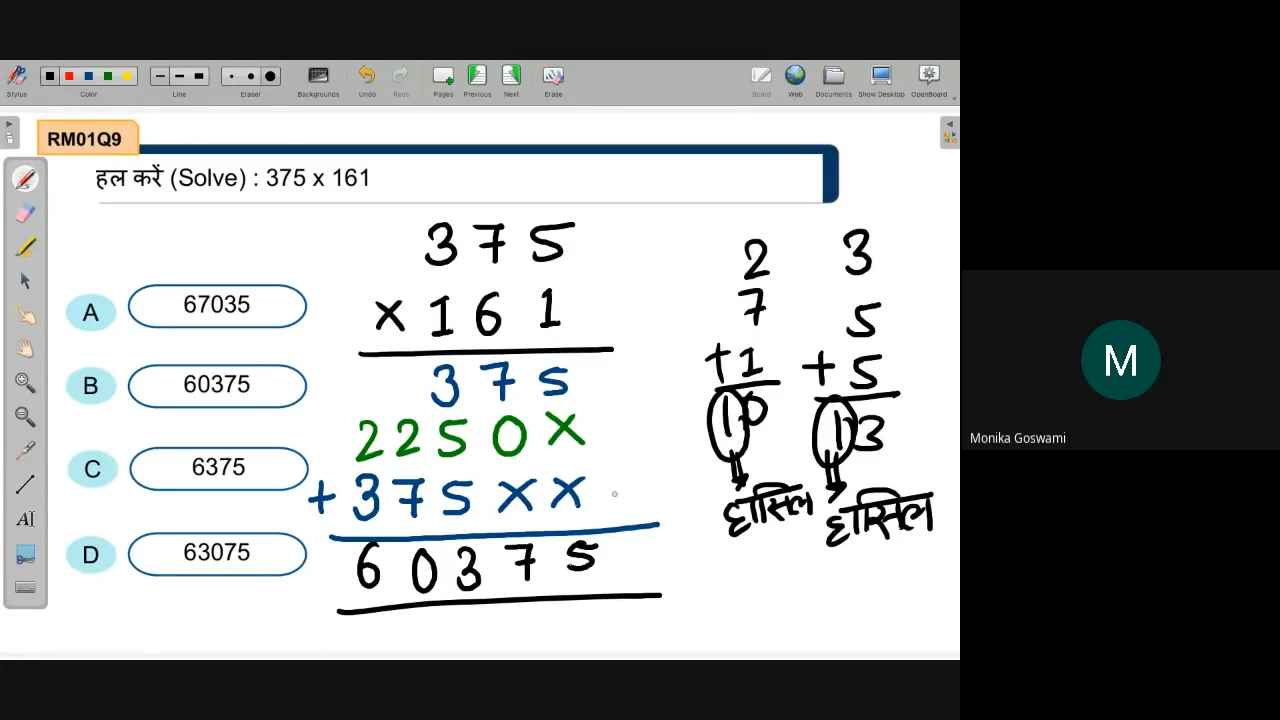 Stylus Color Line Eraser Backgrounds Undo Redo Pages Previous Next Erase Board Web Documents Show Desktop OpenBoard
RM01Q9
हल करें (Solve) : 375 x 161
A 67035
B 60375
C 6375
D 63075
375
×161
375
2250×
+375××
60375
2
7
+1
10
हासिल
3
5
+5
13
हासिल
M
Monika Goswami